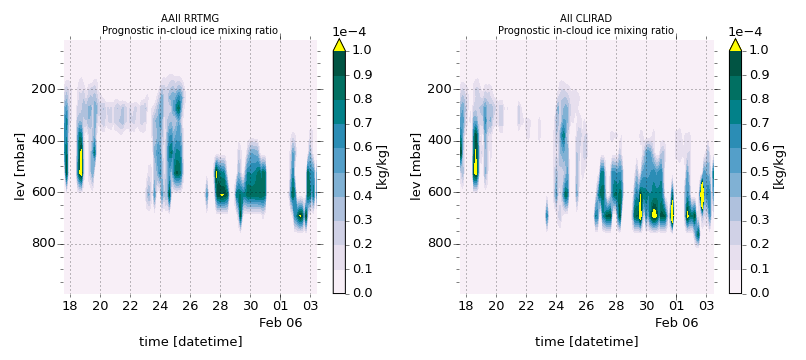 AAII RRTMG
Prognostic in-cloud ice mixing ratio
1e−4
1.0
0.9
0.8
0.7
0.6
0.5
0.4
0.3
0.2
0.1
0.0
[kg/kg]
lev [mbar]
200
400
600
800
18 20 22 24 26 28 30 01 03
Feb 06
time [datetime]
AII CLIRAD
Prognostic in-cloud ice mixing ratio
1e−4
1.0
0.9
0.8
0.7
0.6
0.5
0.4
0.3
0.2
0.1
0.0
[kg/kg]
lev [mbar]
200
400
600
800
18 20 22 24 26 28 30 01 03
Feb 06
time [datetime]